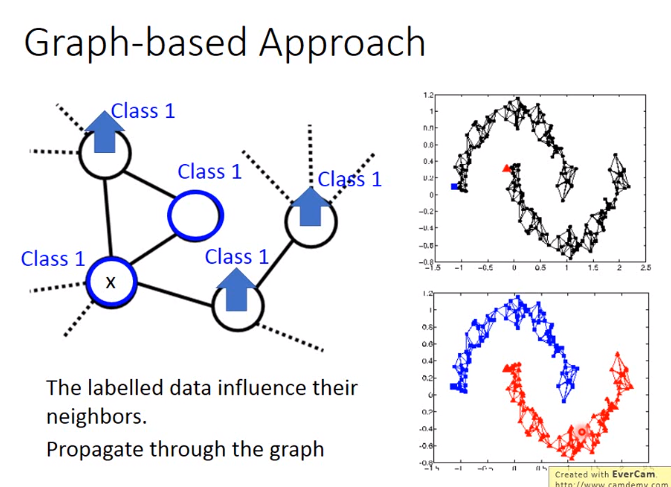 Graph-based Approach
Class 1
Class 1
Class 1
Class 1
Class 1
x
The labelled data influence their
neighbors.
Propagate through the graph
1.2
1
0.8
0.6
0.4
0.2
0
-0.2
-0.4
-0.6
-0.8
-1.5 -1 -0.5 0 0.5 1 1.5 2 2.5
1.2
1
0.8
0.6
0.4
0.2
0
-0.2
-0.4
-0.6
-0.8
Created with EverCam.
http://www.camdemy.com